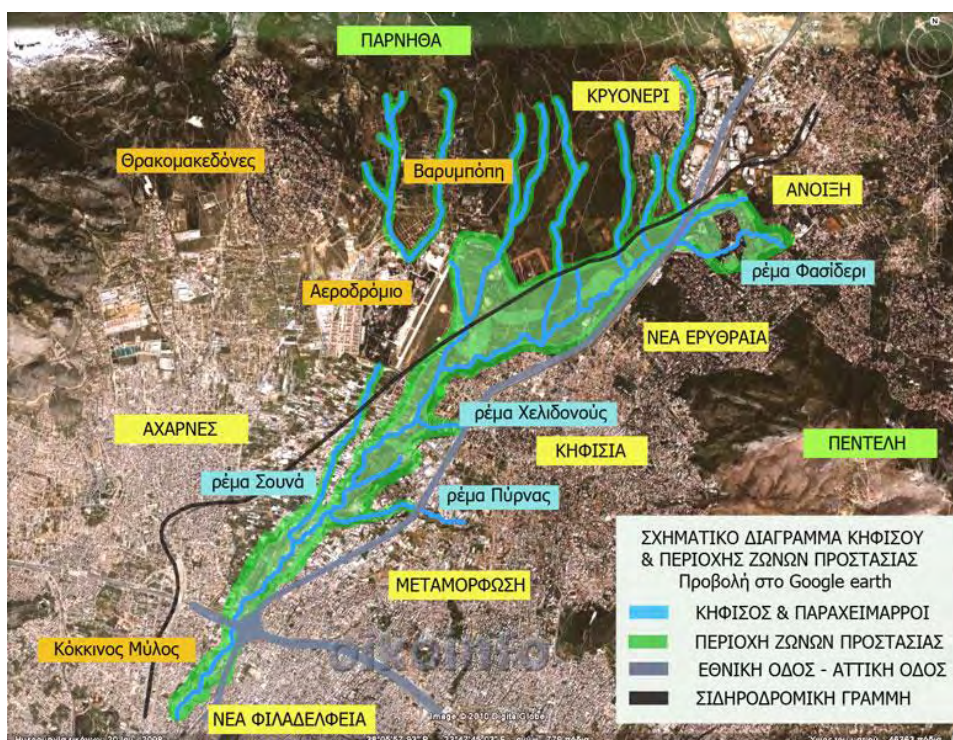 ΠΑΡΝΗΘΑ
N
ΚΡΥΟΝΕΡΙ
Θρακομακεδόνες
Βαρυμπόπη
ΑΝΟΙΞΗ
ρέμα Φασίδερι
Αεροδρόμιο
ΝΕΑ ΕΡΥΘΡΑΙΑ
ΑΧΑΡΝΕΣ
ρέμα Χελιδονούς
ΚΗΦΙΣΙΑ
ΠΕΝΤΕΛΗ
ρέμα Σουνά
ρέμα Πύρνας
ΣΧΗΜΑΤΙΚΟ ΔΙΑΓΡΑΜΜΑ ΚΗΦΙΣΟΥ
& ΠΕΡΙΟΧΗΣ ΖΩΝΩΝ ΠΡΟΣΤΑΣΙΑΣ
Προβολή στο Google earth
ΜΕΤΑΜΟΡΦΩΣΗ
ΚΗΦΙΣΟΣ & ΠΑΡΑΧΕΙΜΑΡΡΟΙ
ΠΕΡΙΟΧΗ ΖΩΝΩΝ ΠΡΟΣΤΑΣΙΑΣ
Κόκκινος Μύλος
ΕΘΝΙΚΗ ΟΔΟΣ - ΑΤΤΙΚΗ ΟΔΟΣ
ΣΙΔΗΡΟΔΡΟΜΙΚΗ ΓΡΑΜΜΗ
ΝΕΑ ΦΙΛΑΔΕΛΦΕΙΑ
Image © 2010 DigitalGlobe